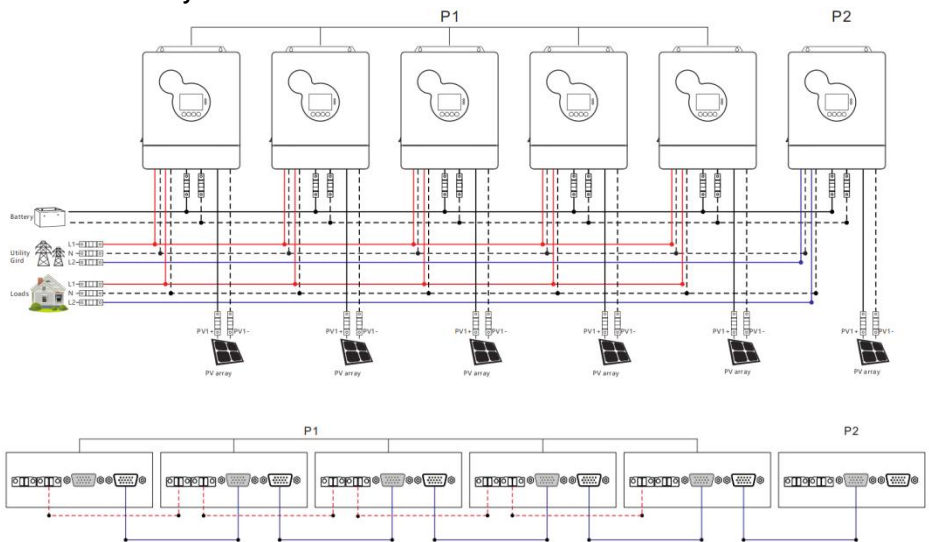 P1 P2
Battery
Utility
Gird
L1
N
L2
Loads
L1
N
L2
PV1+ PV1- PV1+ PV1- PV1+ PV1- PV1+ PV1- PV1+ PV1- PV1+ PV1-
PV array PV array PV array PV array PV array PV array
P1 P2